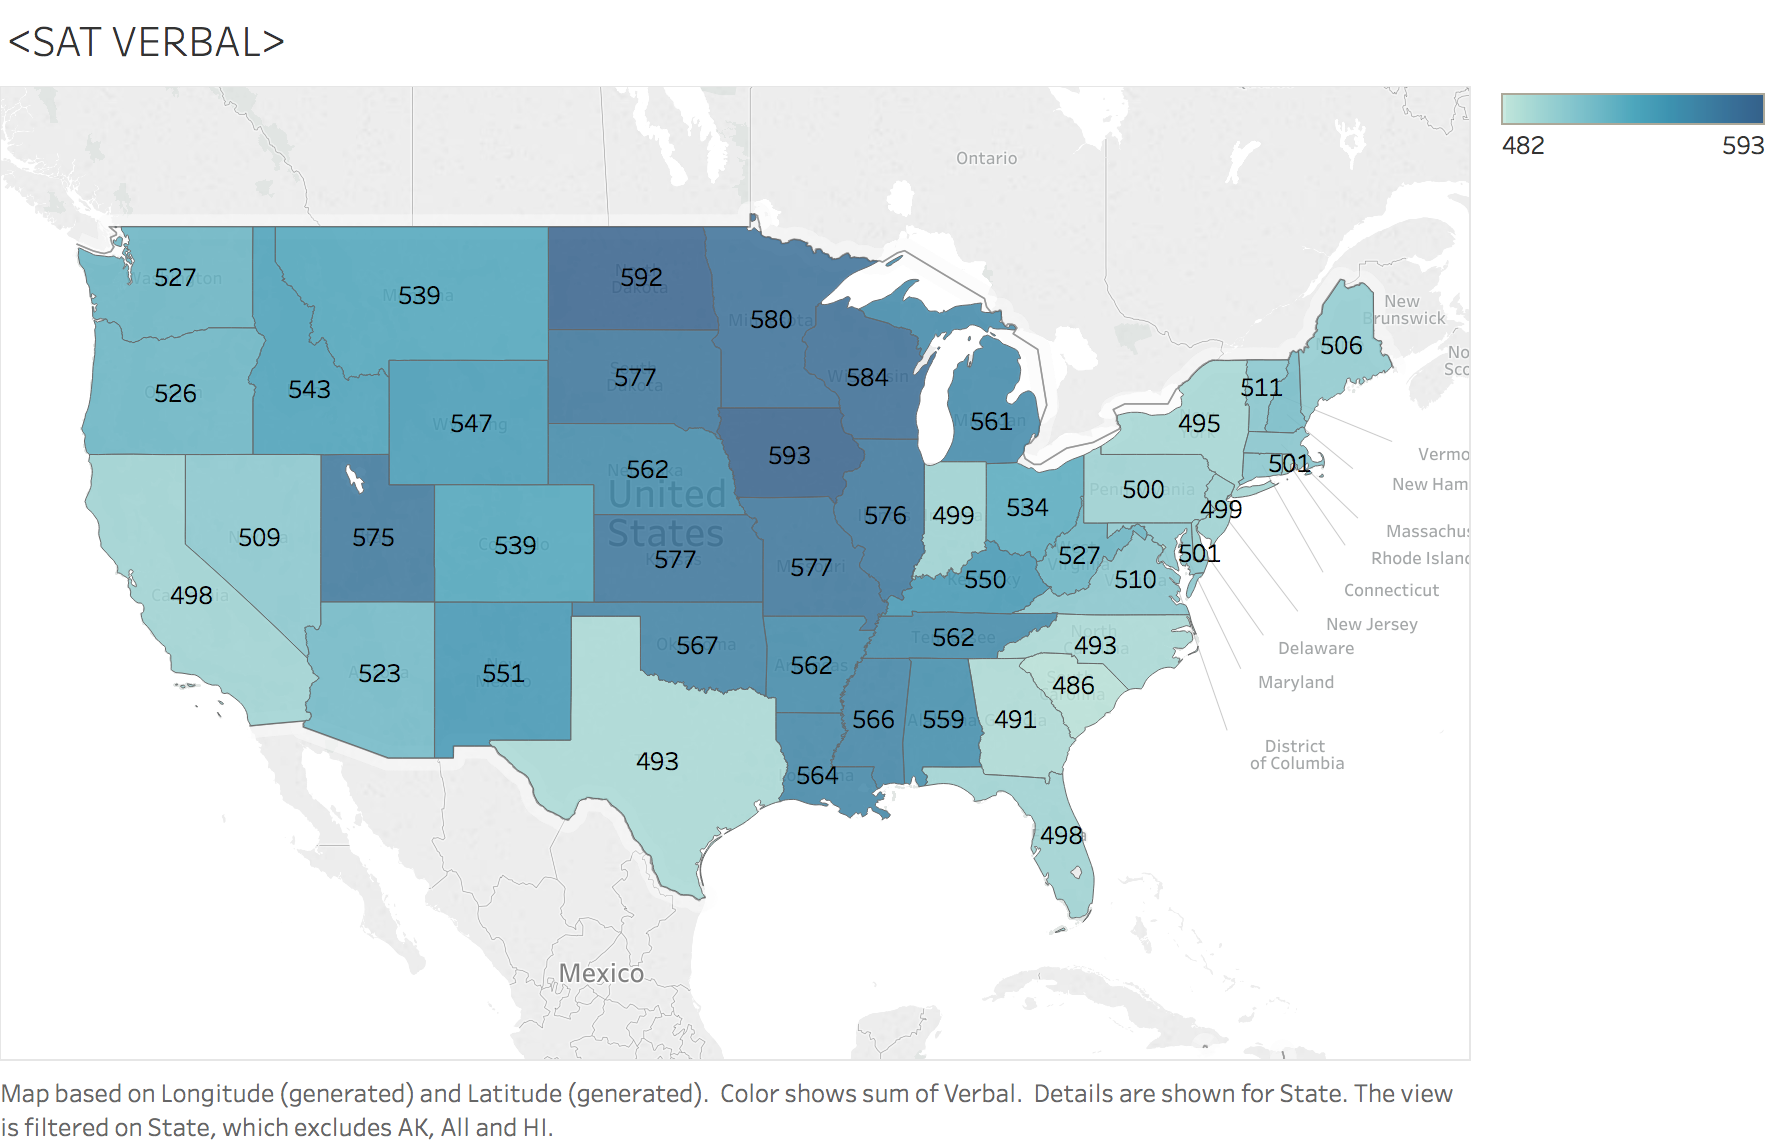 <SAT VERBAL>
482
593
Ontario
New
Brunswick
No
Sco
527
539
592
580
506
526
543
577
584
511
547
561
495
Vermo
593
562
501
New Ham
United
States
500
509
575
539
577
576
499
534
499
Massachu
Rhode Islanc
577
550
527
501
510
Connecticut
498
New Jersey
562
493
Delaware
523
551
567
562
Maryland
486
566
559
491
493
564
District
of Columbia
498
Mexico
Map based on Longitude (generated) and Latitude (generated).  Color shows sum of Verbal.  Details are shown for State. The view
is filtered on State, which excludes AK, All and HI.